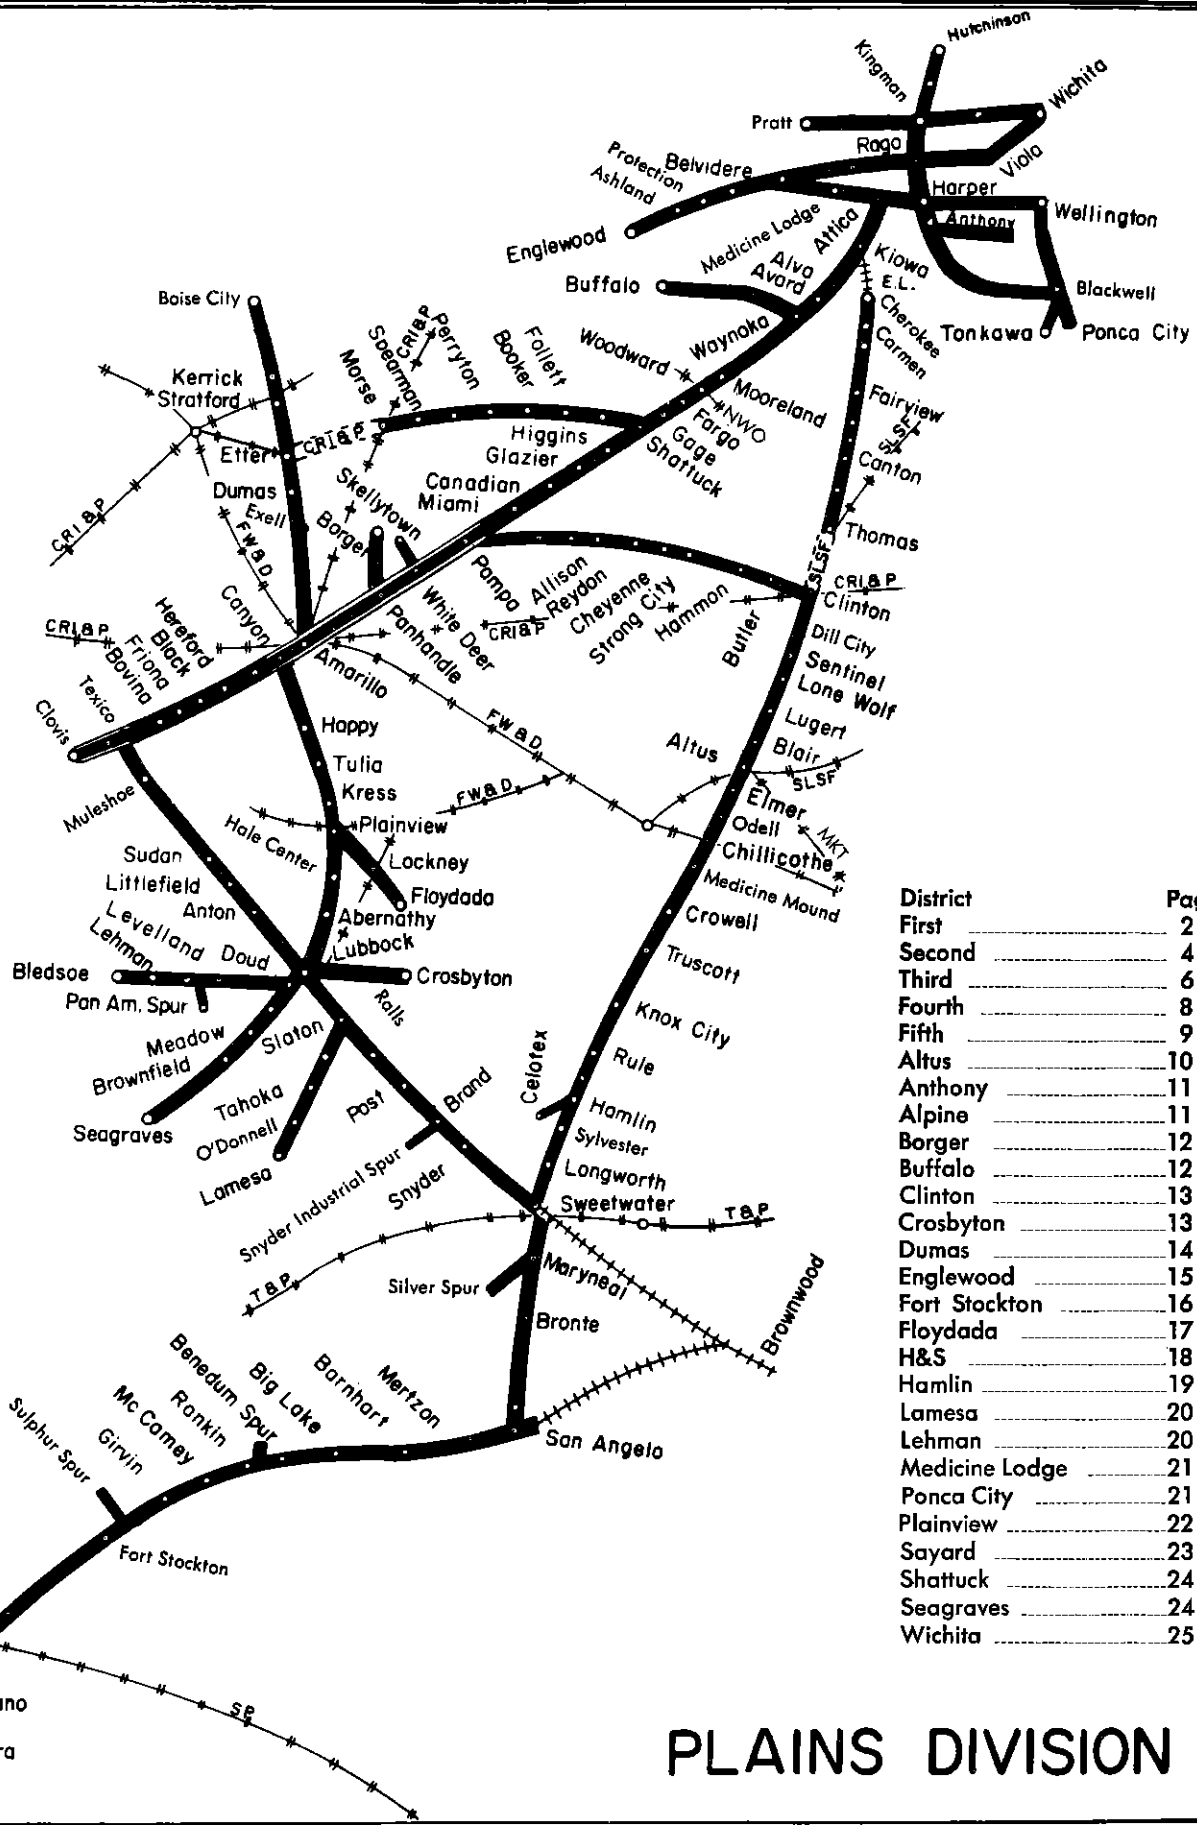 Hutchinson
Kingman
Wichita
Pratt
Rago
Viola
Protection
Belvidere
Ashland
Harper
Anthony
Wellington
Englewood
Medicine Lodge
Attica
Kiowa
E.L.
Alva
Avard
Buffalo
Blackwell
Cherokee
Tonkawa
Ponca City
Boise City
Waynoka
Woodward
Carmen
CRI&P
Perryton
Spearman
Morse
Follett
Booker
Kerrick
Stratford
Mooreland
NWO
Fairview
SLSF
Fargo
Gage
Shattuck
Higgins
Glazier
Etter
CRI&P
Canton
Canadian
Miami
Skellytown
Dumas
Exell
Borger
CRI&P
FW&D
Thomas
SLSF
CRI&P
Clinton
Pampa
Allison
Reydon
CRI&P
Cheyenne
Strong City
Hammon
Butler
White Deer
Panhandle
Canyon
Hereford
Black
Friona
Bovina
CRI&P
Texico
Clovis
Amarillo
Dill City
Sentinel
Lone Wolf
Lugert
Blair
SLSF
Altus
Happy
FW&D
Tulia
Kress
FW&D
Muleshoe
Elmer
MKT
Odell
Hale Center
Plainview
Chillicothe
Sudan
Lockney
Littlefield
Floydada
Medicine Mound
Anton
Abernathy
Crowell
Levelland
Lehman
Doud
Lubbock
Truscott
Bledsoe
Crosbyton
Pan Am. Spur
Ralls
Meadow
Slaton
Knox City
Brownfield
Celotex
Rule
Brand
Tahoka
Post
Hamlin
Seagraves
O'Donnell
Sylvester
Lamesa
Snyder Industrial Spur
Snyder
Longworth
Sweetwater
T&P
T&P
Silver Spur
Maryneal
Brownwood
Bronte
Benedum Spur
Big Lake
Barnhart
Mertzon
Mc Camey
Rankin
Sulphur Spur
Girvin
San Angelo
Fort Stockton
SP
ano
ra
District Pag
First 2
Second 4
Third 6
Fourth 8
Fifth 9
Altus 10
Anthony 11
Alpine 11
Borger 12
Buffalo 12
Clinton 13
Crosbyton 13
Dumas 14
Englewood 15
Fort Stockton 16
Floydada 17
H&S 18
Hamlin 19
Lamesa 20
Lehman 20
Medicine Lodge 21
Ponca City 21
Plainview 22
Sayard 23
Shattuck 24
Seagraves 24
Wichita 25
PLAINS DIVISION